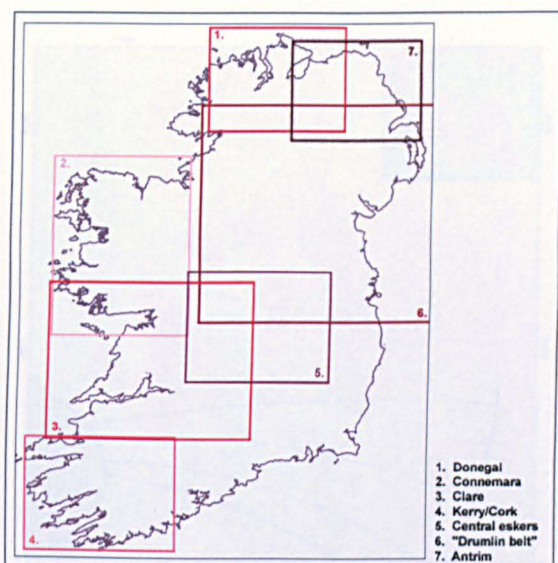 1.
7.
2.
6.
5.
3.
4.
1. Donegal
2. Connemara
3. Clare
4. Kerry/Cork
5. Central eskers
6. "Drumlin belt"
7. Antrim